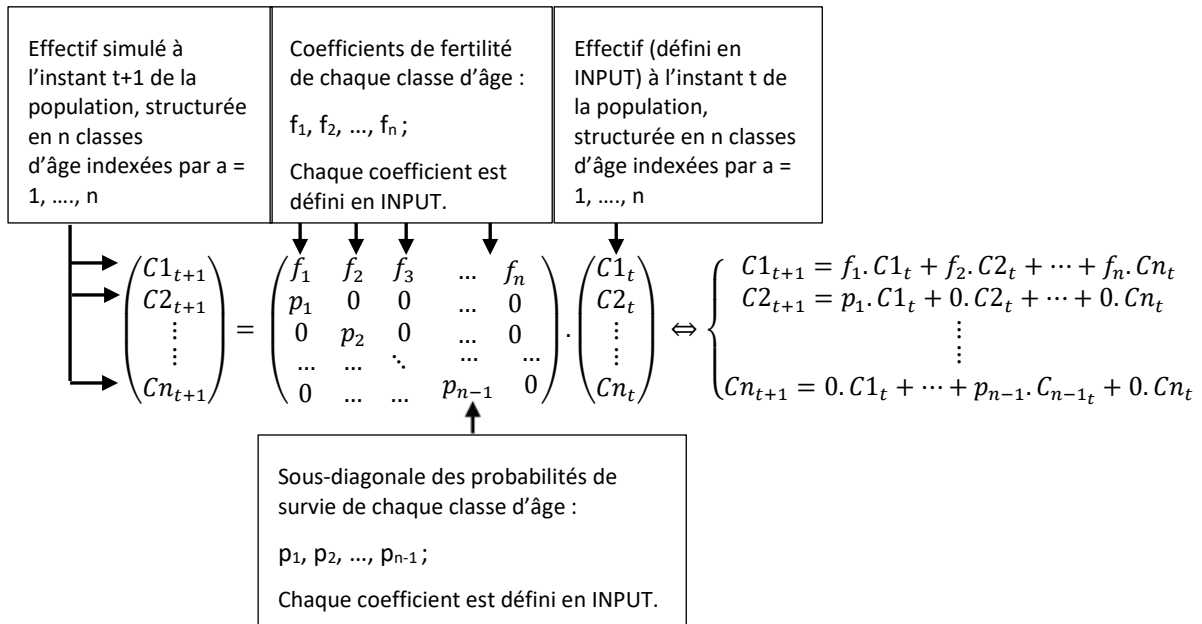 Effectif simulé à
l'instant t+1 de la
population, structurée
en n classes
d'âge indexées par a =
1, …., n
Coefficients de fertilité
de chaque classe d'âge :
f₁, f₂, …, fₙ ;
Chaque coefficient est
défini en INPUT.
Effectif (défini en
INPUT) à l'instant t de
la population,
structurée en n classes
d'âge indexées par a =
1, …., n
(C1ₜ₊₁ C2ₜ₊₁ ⋮ ⋮ Cnₜ₊₁) =
f₁ f₂ f₃ … fₙ
p₁ 0 0 … 0
0 p₂ 0 … 0
… … ⋱ … …
0 … … pₙ₋₁ 0
. (C1ₜ C2ₜ ⋮ ⋮ Cnₜ) ⇔
C1ₜ₊₁ = f₁. C1ₜ + f₂. C2ₜ + ⋯ + fₙ. Cnₜ
C2ₜ₊₁ = p₁. C1ₜ + 0. C2ₜ + ⋯ + 0. Cnₜ
⋮
⋮
Cnₜ₊₁ = 0. C1ₜ + ⋯ + pₙ₋₁. Cₙ₋₁ₜ + 0. Cnₜ
Sous-diagonale des probabilités de
survie de chaque classe d'âge :
p₁, p₂, …, pₙ₋₁ ;
Chaque coefficient est défini en INPUT.